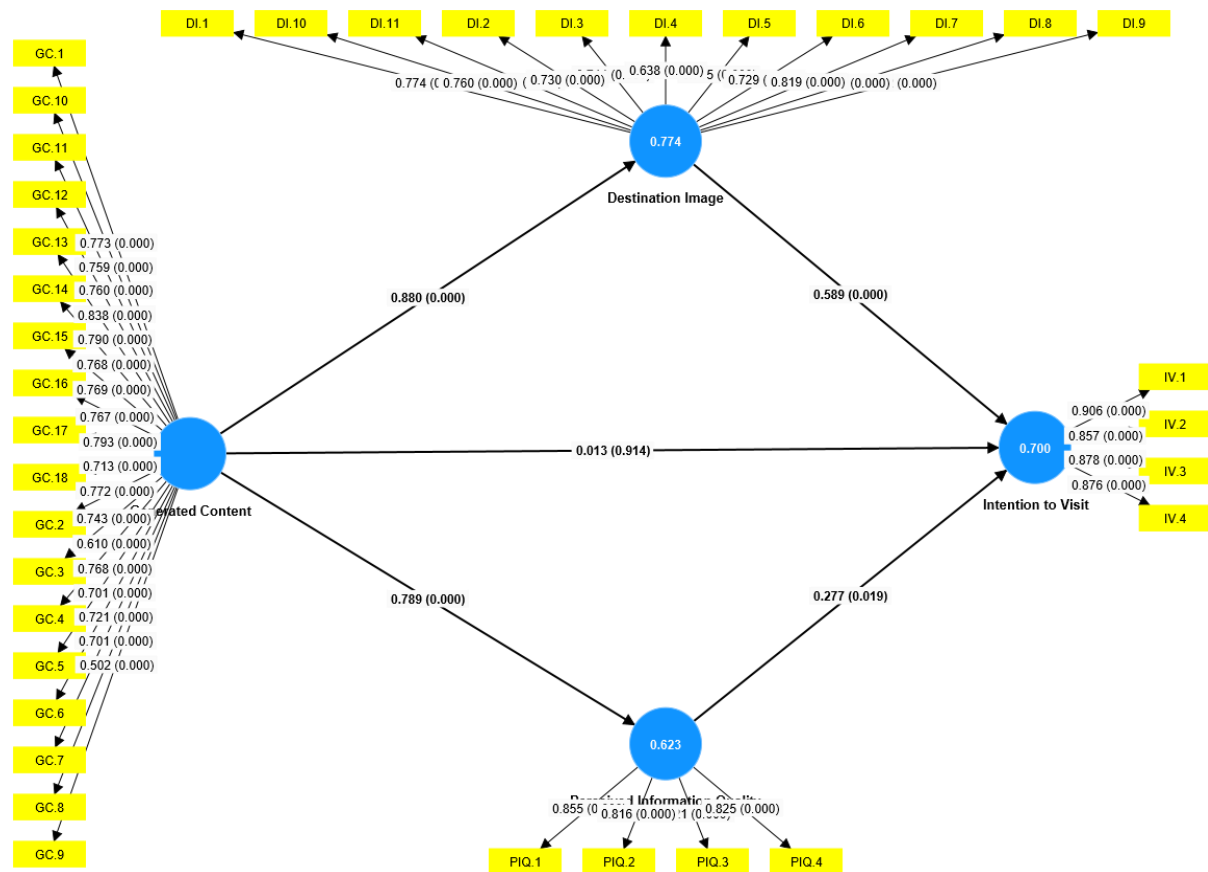 DI.1 DI.10 DI.11 DI.2 DI.3 DI.4 DI.5 DI.6 DI.7 DI.8 DI.9
0.774 0.760 (0.000) 0.730 (0.000) 0.638 (0.000) 0.729 0.819 (0.000) (0.000) (0.000)
0.774
Destination Image
GC.1
GC.10
GC.11
GC.12
GC.13
GC.14
GC.15
GC.16
GC.17
GC.18
GC.2
GC.3
GC.4
GC.5
GC.6
GC.7
GC.8
GC.9
0.773 (0.000)
0.759 (0.000)
0.760 (0.000)
0.838 (0.000)
0.790 (0.000)
0.768 (0.000)
0.769 (0.000)
0.767 (0.000)
0.793 (0.000)
0.713 (0.000)
0.772 (0.000)
0.743 (0.000)
0.610 (0.000)
0.768 (0.000)
0.701 (0.000)
0.721 (0.000)
0.701 (0.000)
0.502 (0.000)
Content
0.880 (0.000)
0.589 (0.000)
0.013 (0.914)
0.789 (0.000)
0.277 (0.019)
0.700
Intention to Visit
0.906 (0.000)
0.857 (0.000)
0.878 (0.000)
0.876 (0.000)
IV.1
IV.2
IV.3
IV.4
0.623
Perceived Information Quality
0.855 0.816 (0.000) 0.825 (0.000)
PIQ.1 PIQ.2 PIQ.3 PIQ.4